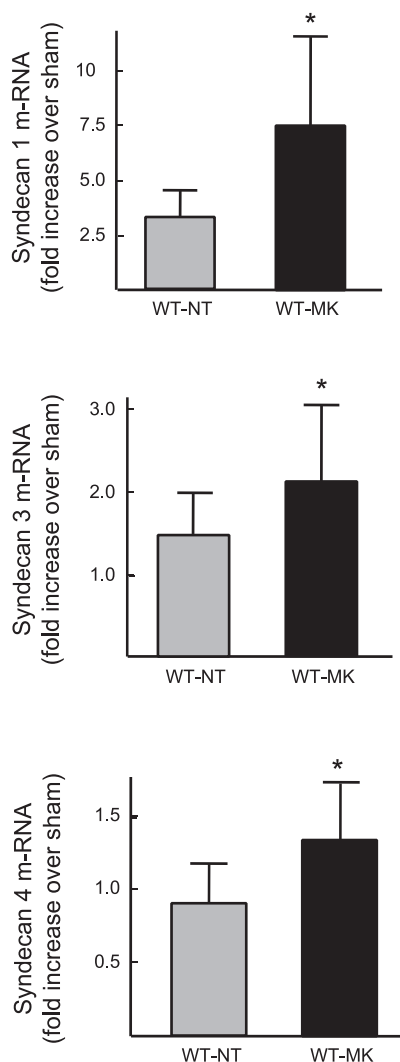 Syndecan 1 m-RNA
(fold increase over sham)
10
7.5
5.0
2.5
*
WT-NT WT-MK
Syndecan 3 m-RNA
(fold increase over sham)
3.0
2.0
1.0
*
WT-NT WT-MK
Syndecan 4 m-RNA
(fold increase over sham)
1.5
1.0
0.5
*
WT-NT WT-MK